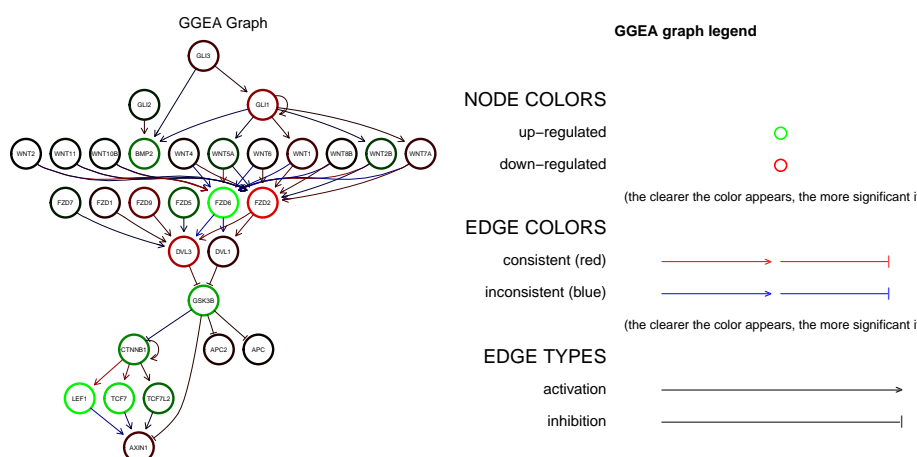 GGEA Graph
GLI3
GLI2
GLI1
WNT2
WNT11
WNT10B
BMP2
WNT4
WNT5A
WNT6
WNT1
WNT8B
WNT2B
WNT7A
FZD7
FZD1
FZD9
FZD5
FZD6
FZD2
DVL3
DVL1
GSK3B
CTNNB1
APC2
APC
LEF1
TCF7
TCF7L2
AXIN1
GGEA graph legend
NODE COLORS
up−regulated
down−regulated
(the clearer the color appears, the more significant i
EDGE COLORS
consistent (red)
inconsistent (blue)
(the clearer the color appears, the more significant i
EDGE TYPES
activation
inhibition